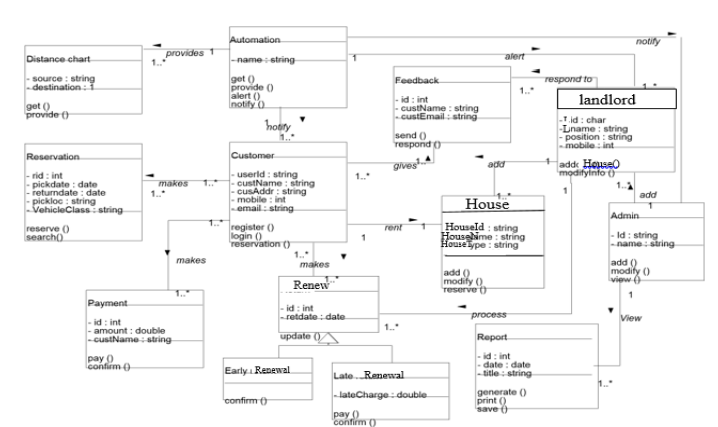 Automation
- name : string
get ()
provide ()
alert ()
notify ()
provides
1
1..*
notify
alert
1
1..*
Distance chart
- source : string
- destination : 1
get ()
provide ()
Feedback
- id : int
- custName : string
- custEmail : string
send ()
respond ()
respond to
1..*
landlord
id : char
Lname : string
- position : string
- mobile : int
House()
modifyInfo ()
1
notify
1..*
Reservation
- rid : int
- pickdate : date
- returndate : date
- pickloc : string
- VehicleClass : string
reserve ()
search()
makes
1..*
1..*
Customer
- userId : string
- custName : string
- cusAddr : string
- mobile : int
- email : string
register ()
login ()
reservation ()
gives
1..*
add
1
1..*
House
HouseId : string
: string
ype : string
add ()
modify ()
reserve ()
rent
1
1
1
1..*
add
1
Admin
- Id : string
- name : string
add ()
modify ()
view ()
1
1
1..*
makes
1..*
1..*
makes
1..*
Renew
- id : int
- retdate : date
update ()
process
1..*
View
1..*
Payment
- id : int
- amount : double
- custName : string
pay ()
confirm ()
Report
- id : int
- date : date
- title : string
generate ()
print ()
save ()
Early Renewal
confirm ()
Late Renewal
- lateCharge : double
pay ()
confirm ()